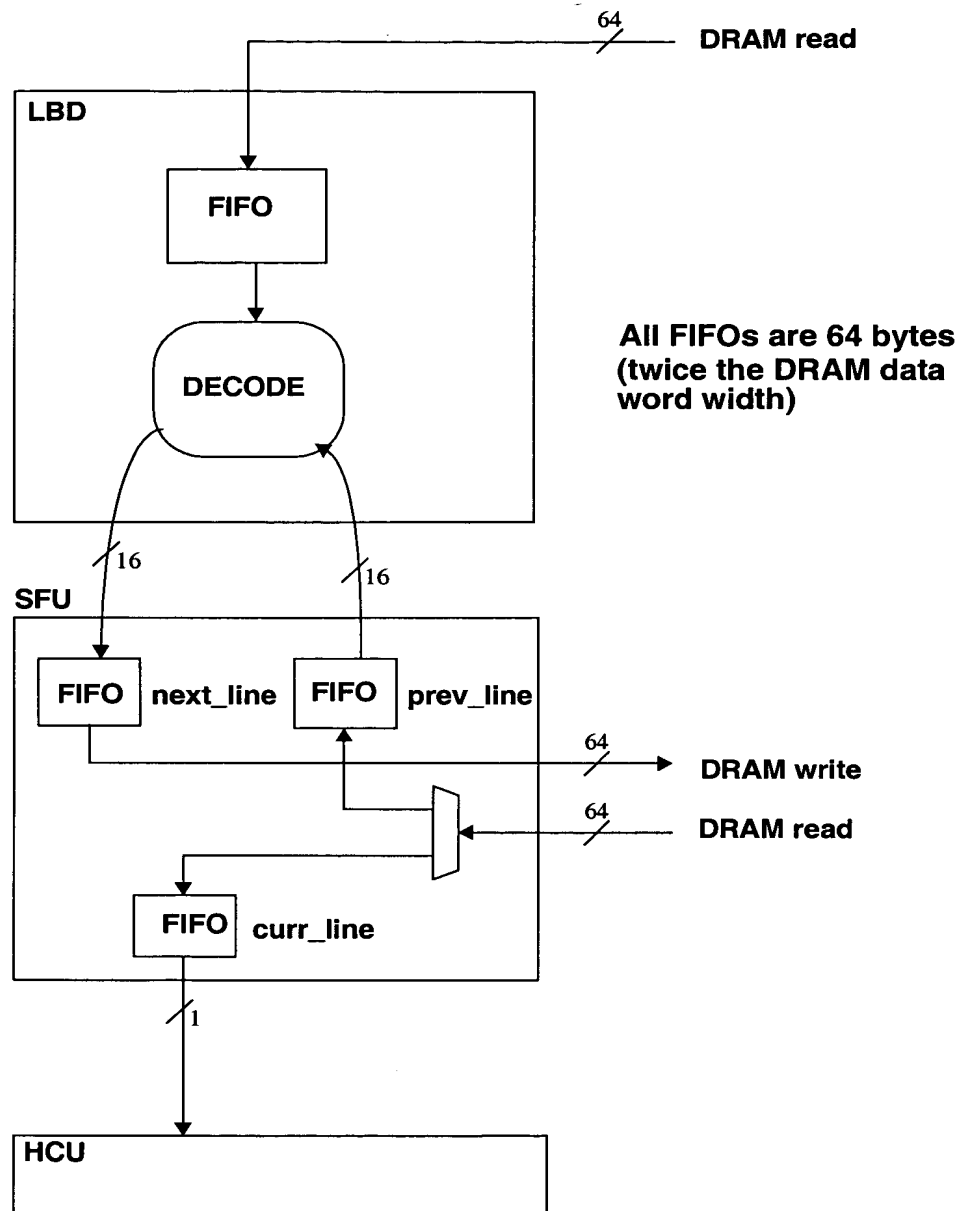 64
DRAM read
LBD
FIFO
DECODE
All FIFOs are 64 bytes
(twice the DRAM data
word width)
16
16
SFU
FIFO
next_line
FIFO
prev_line
64
DRAM write
64
DRAM read
FIFO
curr_line
1
HCU